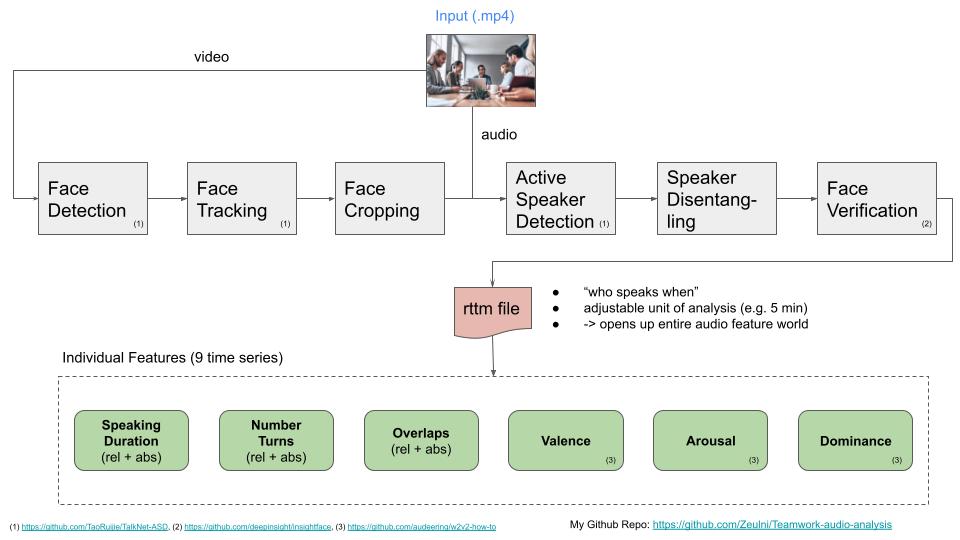 Input (.mp4)
video
audio
Face
Detection
(1)
Face
Tracking
(1)
Face
Cropping
Active
Speaker
Detection (1)
Speaker
Disentang-
ling
Face
Verification
(2)
rttm file
● “who speaks when”
● adjustable unit of analysis (e.g. 5 min)
● -> opens up entire audio feature world
Individual Features (9 time series)
Speaking
Duration
(rel + abs)
Number
Turns
(rel + abs)
Overlaps
(rel + abs)
Valence
(3)
Arousal
(3)
Dominance
(3)
(1) https://github.com/TaoRuijie/TalkNet-ASD, (2) https://github.com/deepinsight/insightface, (3) https://github.com/audeering/w2v2-how-to
My Github Repo: https://github.com/Zeulni/Teamwork-audio-analysis